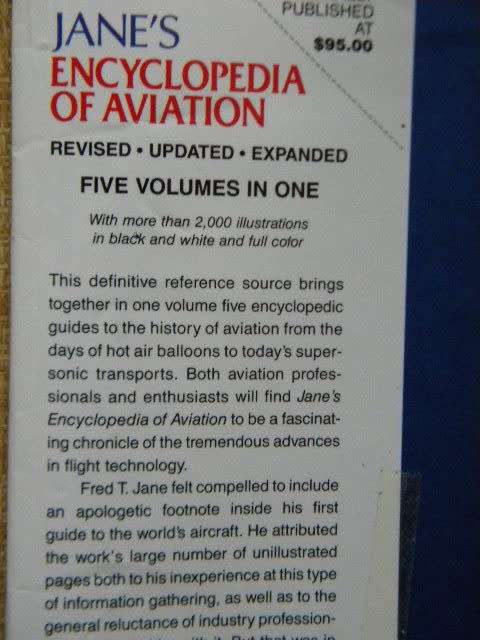 PUBLISHED
AT
$95.00
JANE'S
ENCYCLOPEDIA
OF AVIATION
REVISED • UPDATED • EXPANDED
FIVE VOLUMES IN ONE
With more than 2,000 illustrations
in black and white and full color
This definitive reference source brings
together in one volume five encyclopedic
guides to the history of aviation from the
days of hot air balloons to today's super-
sonic transports. Both aviation profes-
sionals and enthusiasts will find Jane's
Encyclopedia of Aviation to be a fascinat-
ing chronicle of the tremendous advances
in flight technology.
Fred T. Jane felt compelled to include
an apologetic footnote inside his first
guide to the world's aircraft. He attributed
the work's large number of unillustrated
pages both to his inexperience at this type
of information gathering, as well as to the
general reluctance of industry profession-
it. But that was in